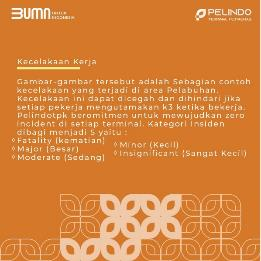 BUMN UNTUK INDONESIA
PELINDO
TERMINAL PETIKEMAS
Kecelakaan Kerja
Gambar-gambar tersebut adalah Sebagian contoh
kecelakaan yang terjadi di area Pelabuhan.
Kecelakaan ini dapat dicegah dan dihindari jika
setiap pekerja mengutamakan k3 ketika bekerja.
Pelindotpk beromitmen untuk mewujudkan zero
incident di setiap terminal. Kategori Insiden
dibagi menjadi 5 yaitu :
◊ Fatality (kematian)
◊ Major (Besar)
◊ Moderate (Sedang)
◊ Minor (Kecil)
◊ Insignificant (Sangat Kecil)